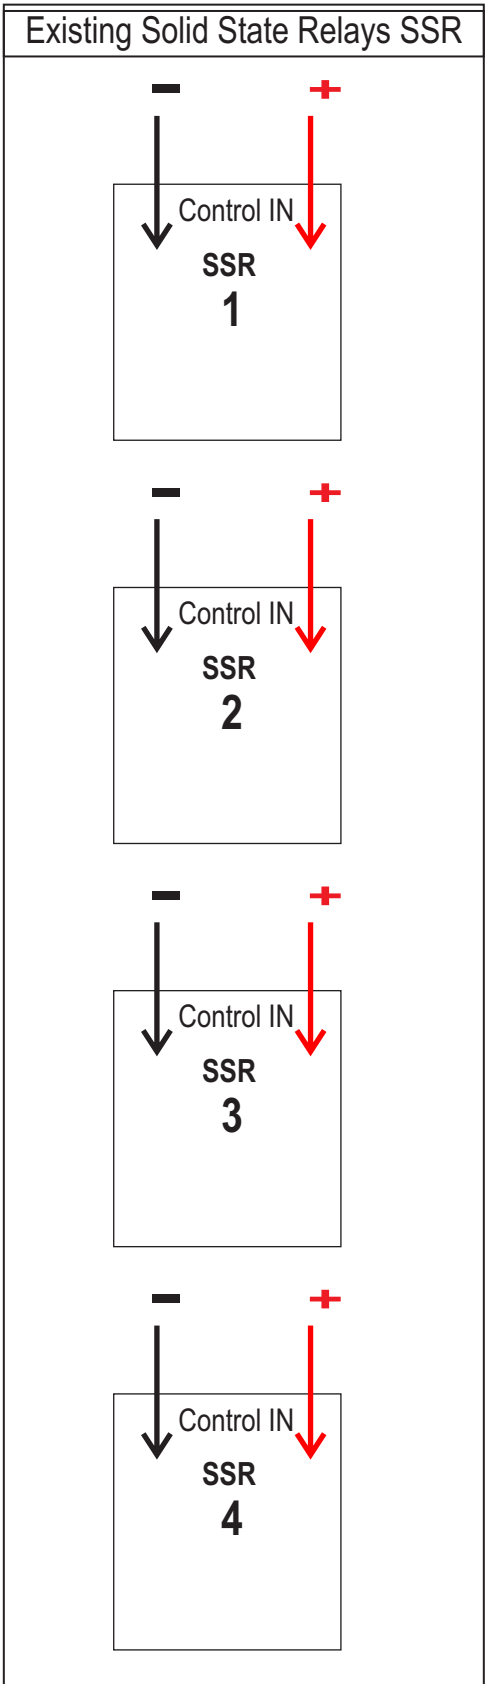 Existing Solid State Relays SSR
- +
Control IN
SSR
1
- +
Control IN
SSR
2
- +
Control IN
SSR
3
- +
Control IN
SSR
4